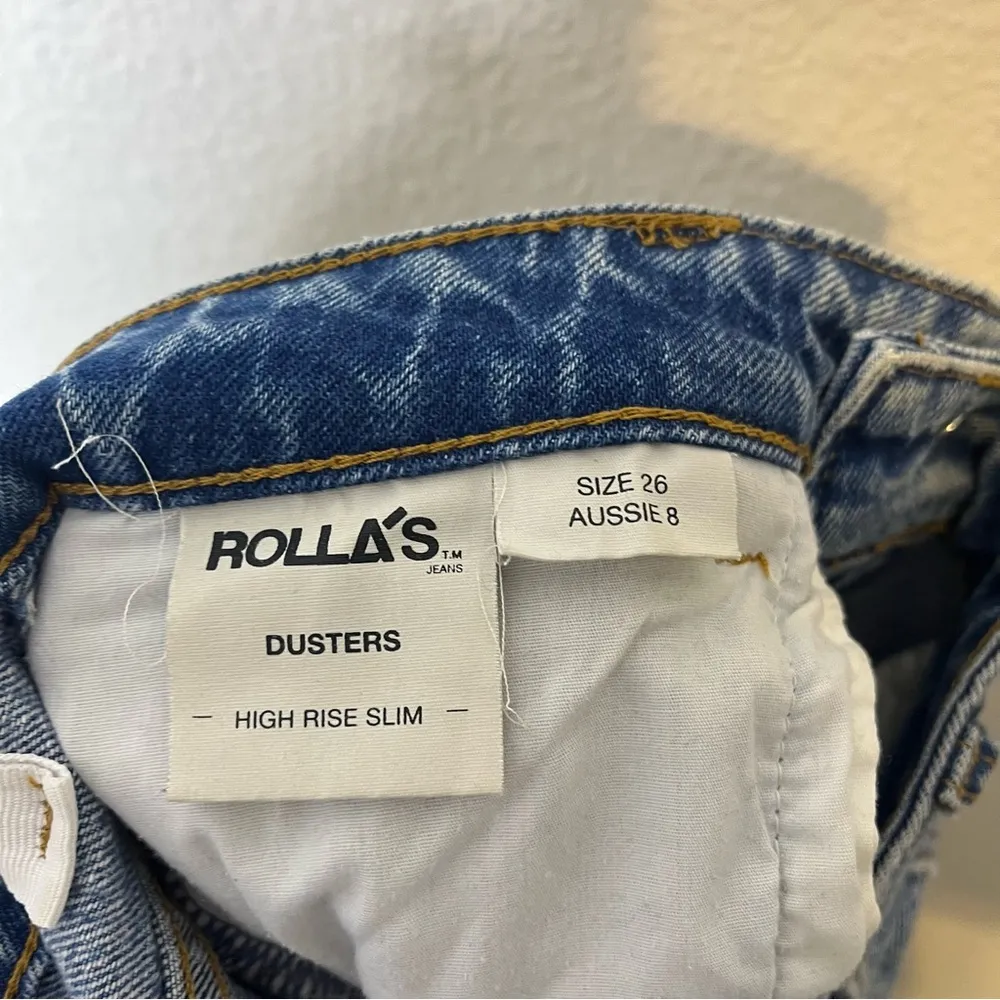 ROLLA'S T.M
JEANS
DUSTERS
— HIGH RISE SLIM —
SIZE 26
AUSSIE 8